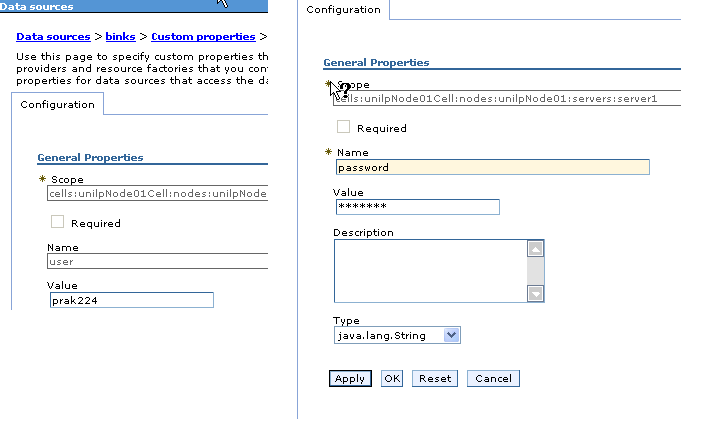 Data sources
Data sources > binks > Custom properties >
Use this page to specify custom properties th
providers and resource factories that you con
properties for data sources that access the da
Configuration
General Properties
* Scope
cells:unilpNode01Cell:nodes:unilpNode
Required
Name
user
Value
prak224
Configuration
General Properties
* Scope
cells:unilpNode01Cell:nodes:unilpNode01:servers:server1
Required
* Name
password
Value
*******
Description
Type
java.lang.String
Apply OK Reset Cancel